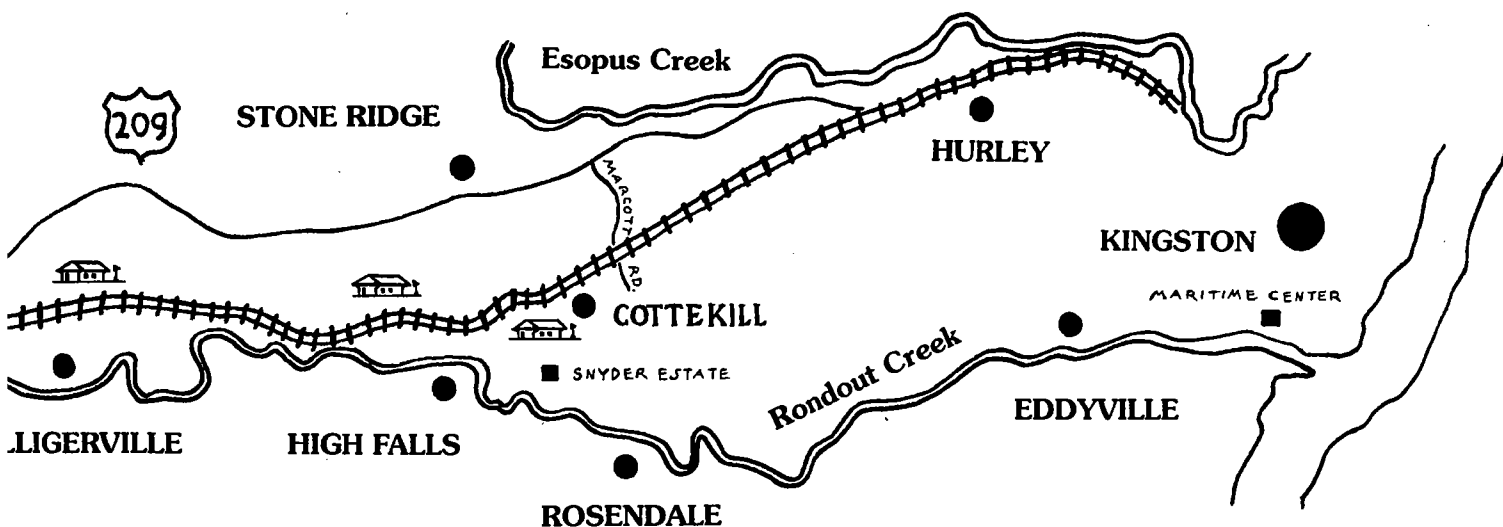 Esopus Creek
209
STONE RIDGE
HURLEY
MARCOTT
RD.
KINGSTON
MARITIME CENTER
COTTEKILL
SNYDER ESTATE
Rondout Creek
EDDYVILLE
LLIGERVILLE
HIGH FALLS
ROSENDALE